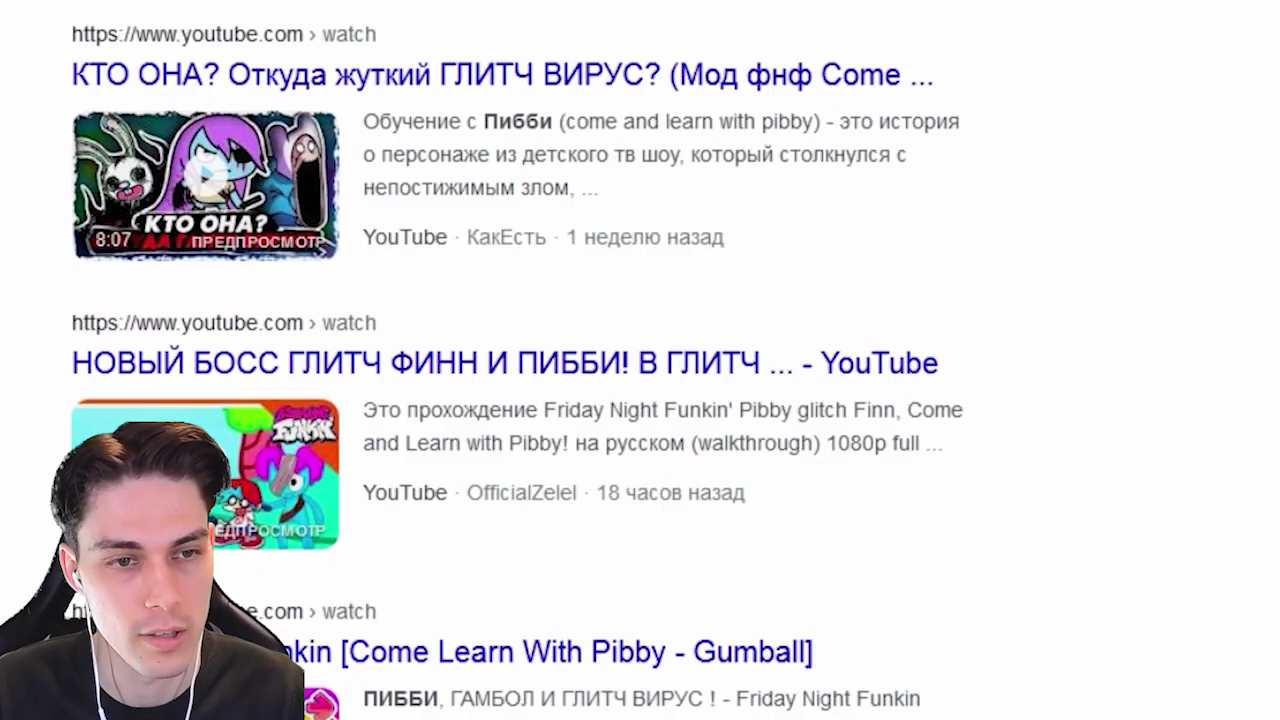 https://www.youtube.com › watch
КТО ОНА? Откуда жуткий ГЛИТЧ ВИРУС? (Мод фнф Come ...
Обучение с Пибби (come and learn with pibby) - это история
о персонаже из детского тв шоу, который столкнулся с
непостижимым злом, ...
КТО ОНА?
8:07
ПРЕДПРОСМОТР
YouTube · КакЕсть · 1 неделю назад
https://www.youtube.com › watch
НОВЫЙ БОСС ГЛИТЧ ФИНН И ПИББИ! В ГЛИТЧ ... - YouTube
Это прохождение Friday Night Funkin' Pibby glitch Finn, Come
and Learn with Pibby! на русском (walkthrough) 1080p full ...
FUNKIN
ЕДПРОСМОТР
YouTube · OfficialZelel · 18 часов назад
e.com › watch
nkin [Come Learn With Pibby - Gumball]
ПИББИ, ГАМБОЛ И ГЛИТЧ ВИРУС ! - Friday Night Funkin